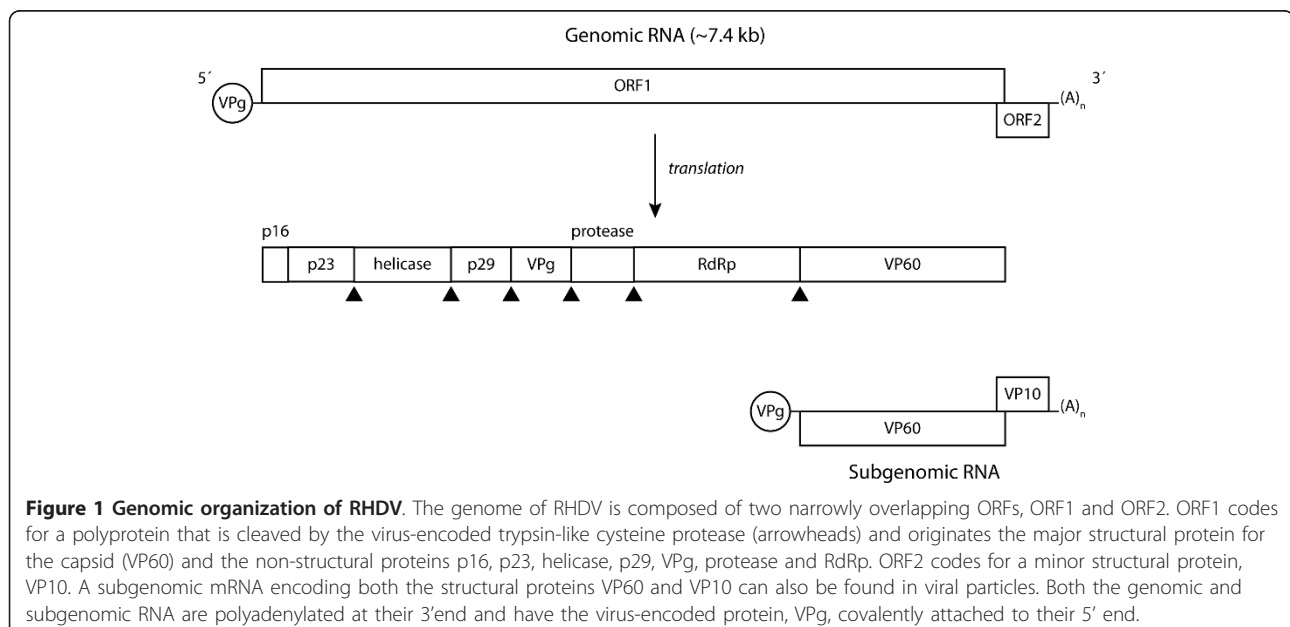 Genomic RNA (~7.4 kb)
5´
3´
VPg
ORF1
(A)n
ORF2
translation
p16
protease
p23
helicase
p29
VPg
RdRp
VP60
VP10
VPg
(A)n
VP60
Subgenomic RNA
Figure 1 Genomic organization of RHDV. The genome of RHDV is composed of two narrowly overlapping ORFs, ORF1 and ORF2. ORF1 codes
for a polyprotein that is cleaved by the virus-encoded trypsin-like cysteine protease (arrowheads) and originates the major structural protein for
the capsid (VP60) and the non-structural proteins p16, p23, helicase, p29, VPg, protease and RdRp. ORF2 codes for a minor structural protein,
VP10. A subgenomic mRNA encoding both the structural proteins VP60 and VP10 can also be found in viral particles. Both the genomic and
subgenomic RNA are polyadenylated at their 3'end and have the virus-encoded protein, VPg, covalently attached to their 5' end.